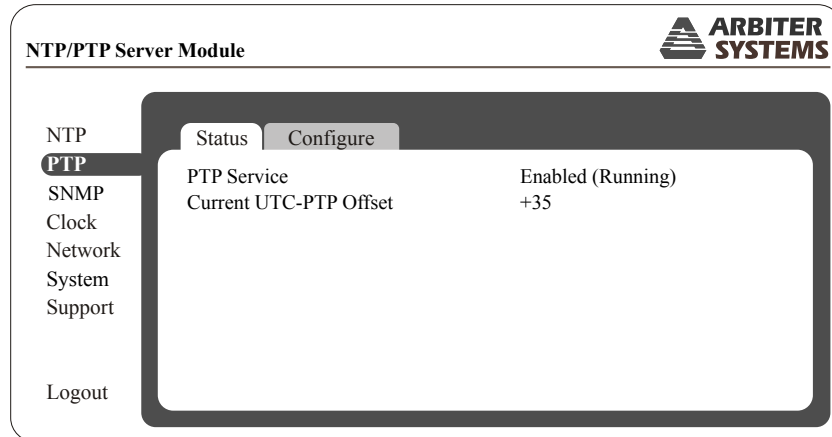 NTP/PTP Server Module
ARBITER
SYSTEMS
NTP
PTP
SNMP
Clock
Network
System
Support
Logout
Status Configure
PTP Service Enabled (Running)
Current UTC-PTP Offset +35